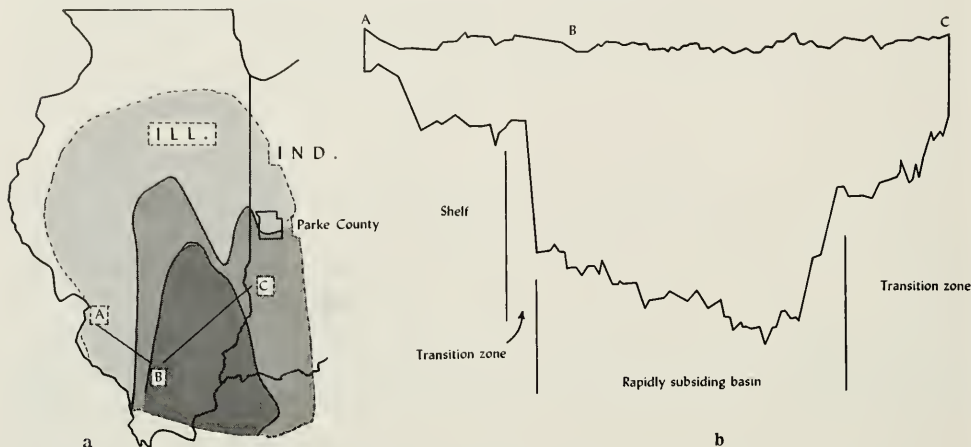 ILL.
IND.
Parke County
A
C
B
a
A
B
C
Shelf
Transition zone
Transition zone
Rapidly subsiding basin
b